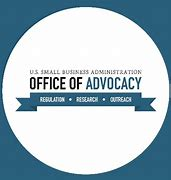 U.S. SMALL BUSINESS ADMINISTRATION
OFFICE OF ADVOCACY
REGULATION • RESEARCH • OUTREACH